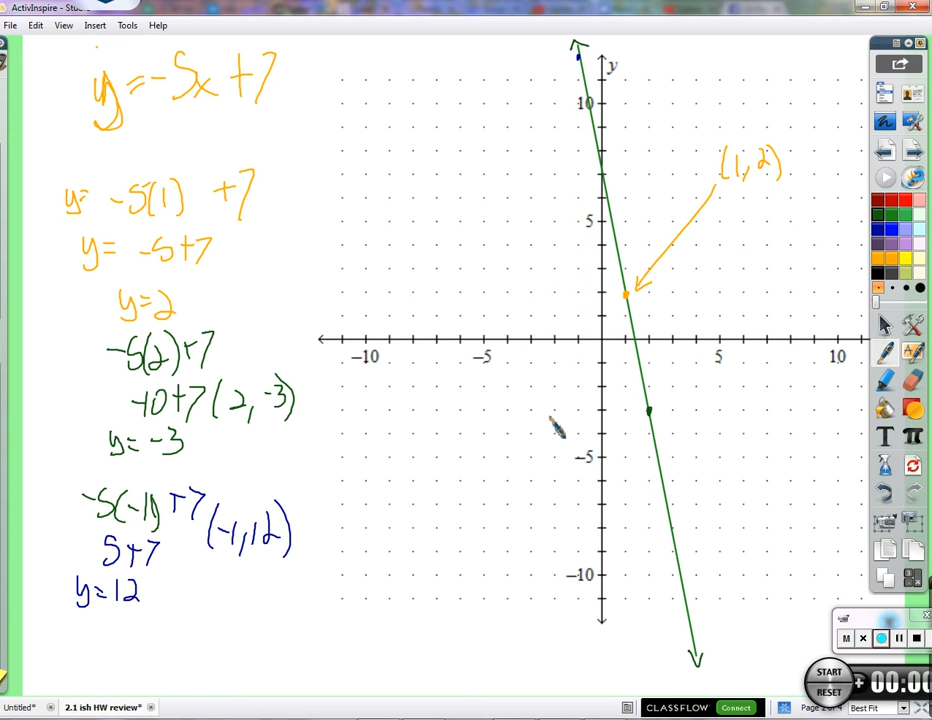 ActivInspire - Stu
File Edit View Insert Tools Help
y=-5x+7
y= -5(1) +7
y= -5+7
y=2
-5(2)+7
-10+7 (2,-3)
y=-3
-5(-1)+7
5+7 (-1,12)
y=12
y
(1,2)
10
5
-10 -5 5 10
-5
-10
T π
M
START
RESET
+ 00:00
Untitled* 2.1 ish HW review* CLASSFLOW Connect Best Fit